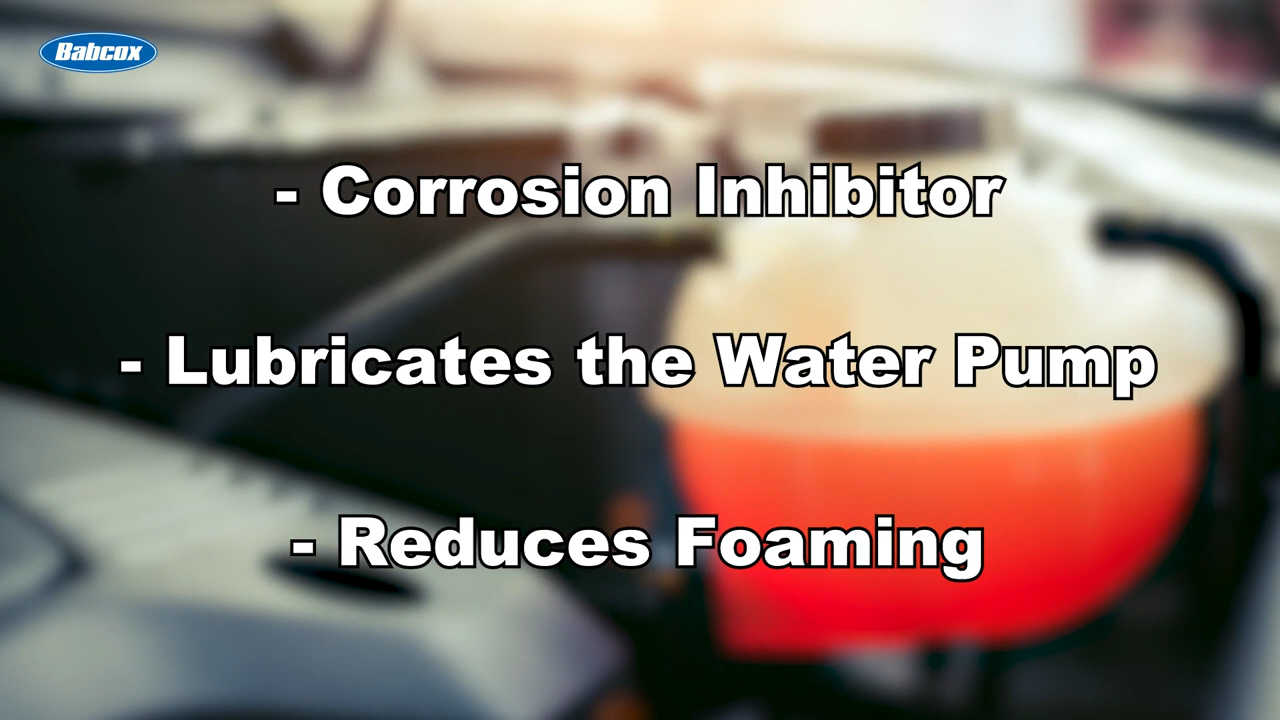 Babcox
- Corrosion Inhibitor
- Lubricates the Water Pump
- Reduces Foaming